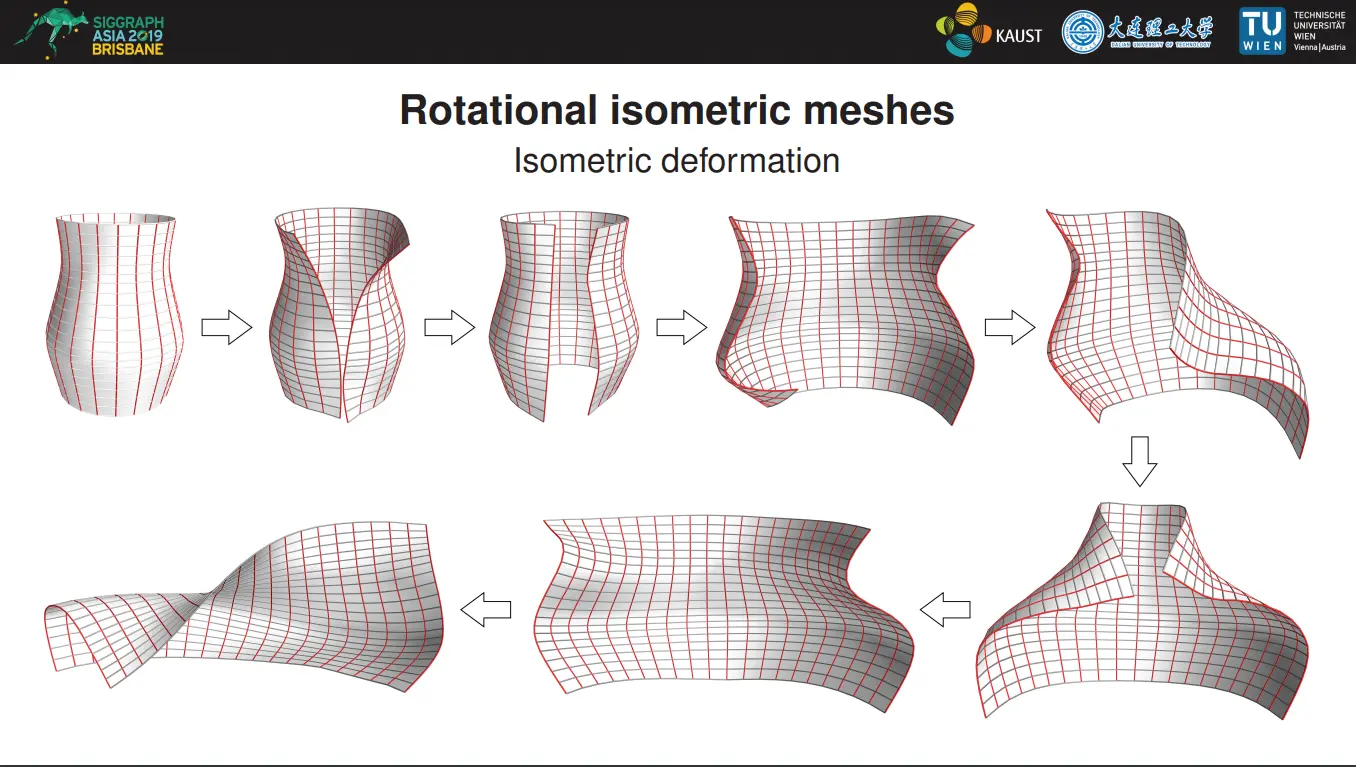 SIGGRAPH
ASIA 2019
BRISBANE
KAUST
大连理工大学
DALIAN UNIVERSITY OF TECHNOLOGY
TU
WIEN
TECHNISCHE
UNIVERSITÄT
WIEN
Vienna|Austria
Rotational isometric meshes
Isometric deformation